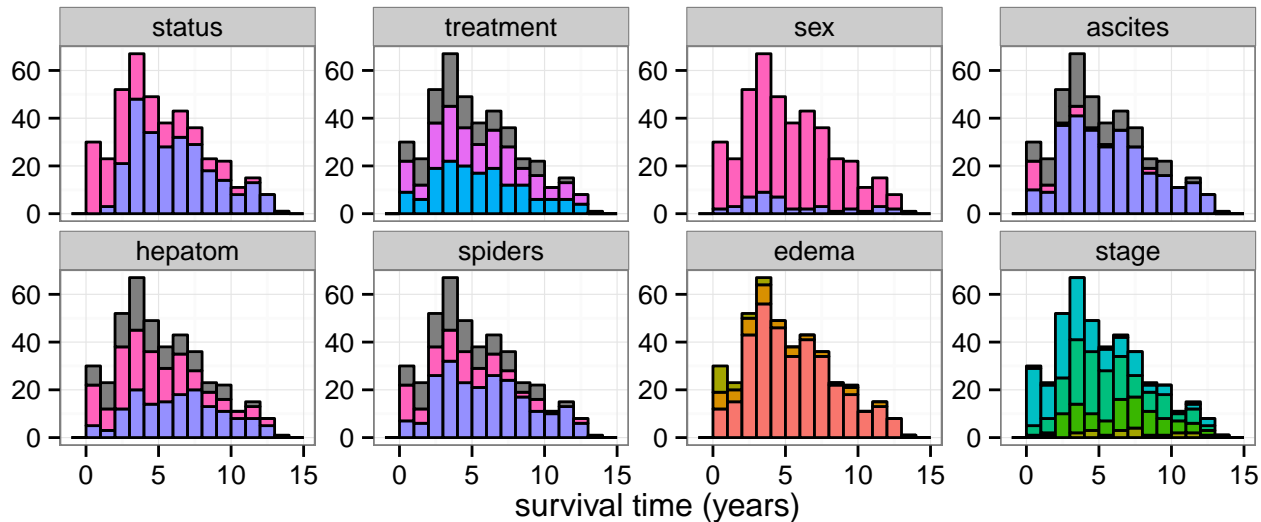 status treatment sex ascites
60 60 60 60
40 40 40 40
20 20 20 20
0 0 0 0
hepatom spiders edema stage
60 60 60 60
40 40 40 40
20 20 20 20
0 0 0 0
0 5 10 15 0 5 10 15 0 5 10 15 0 5 10 15
survival time (years)